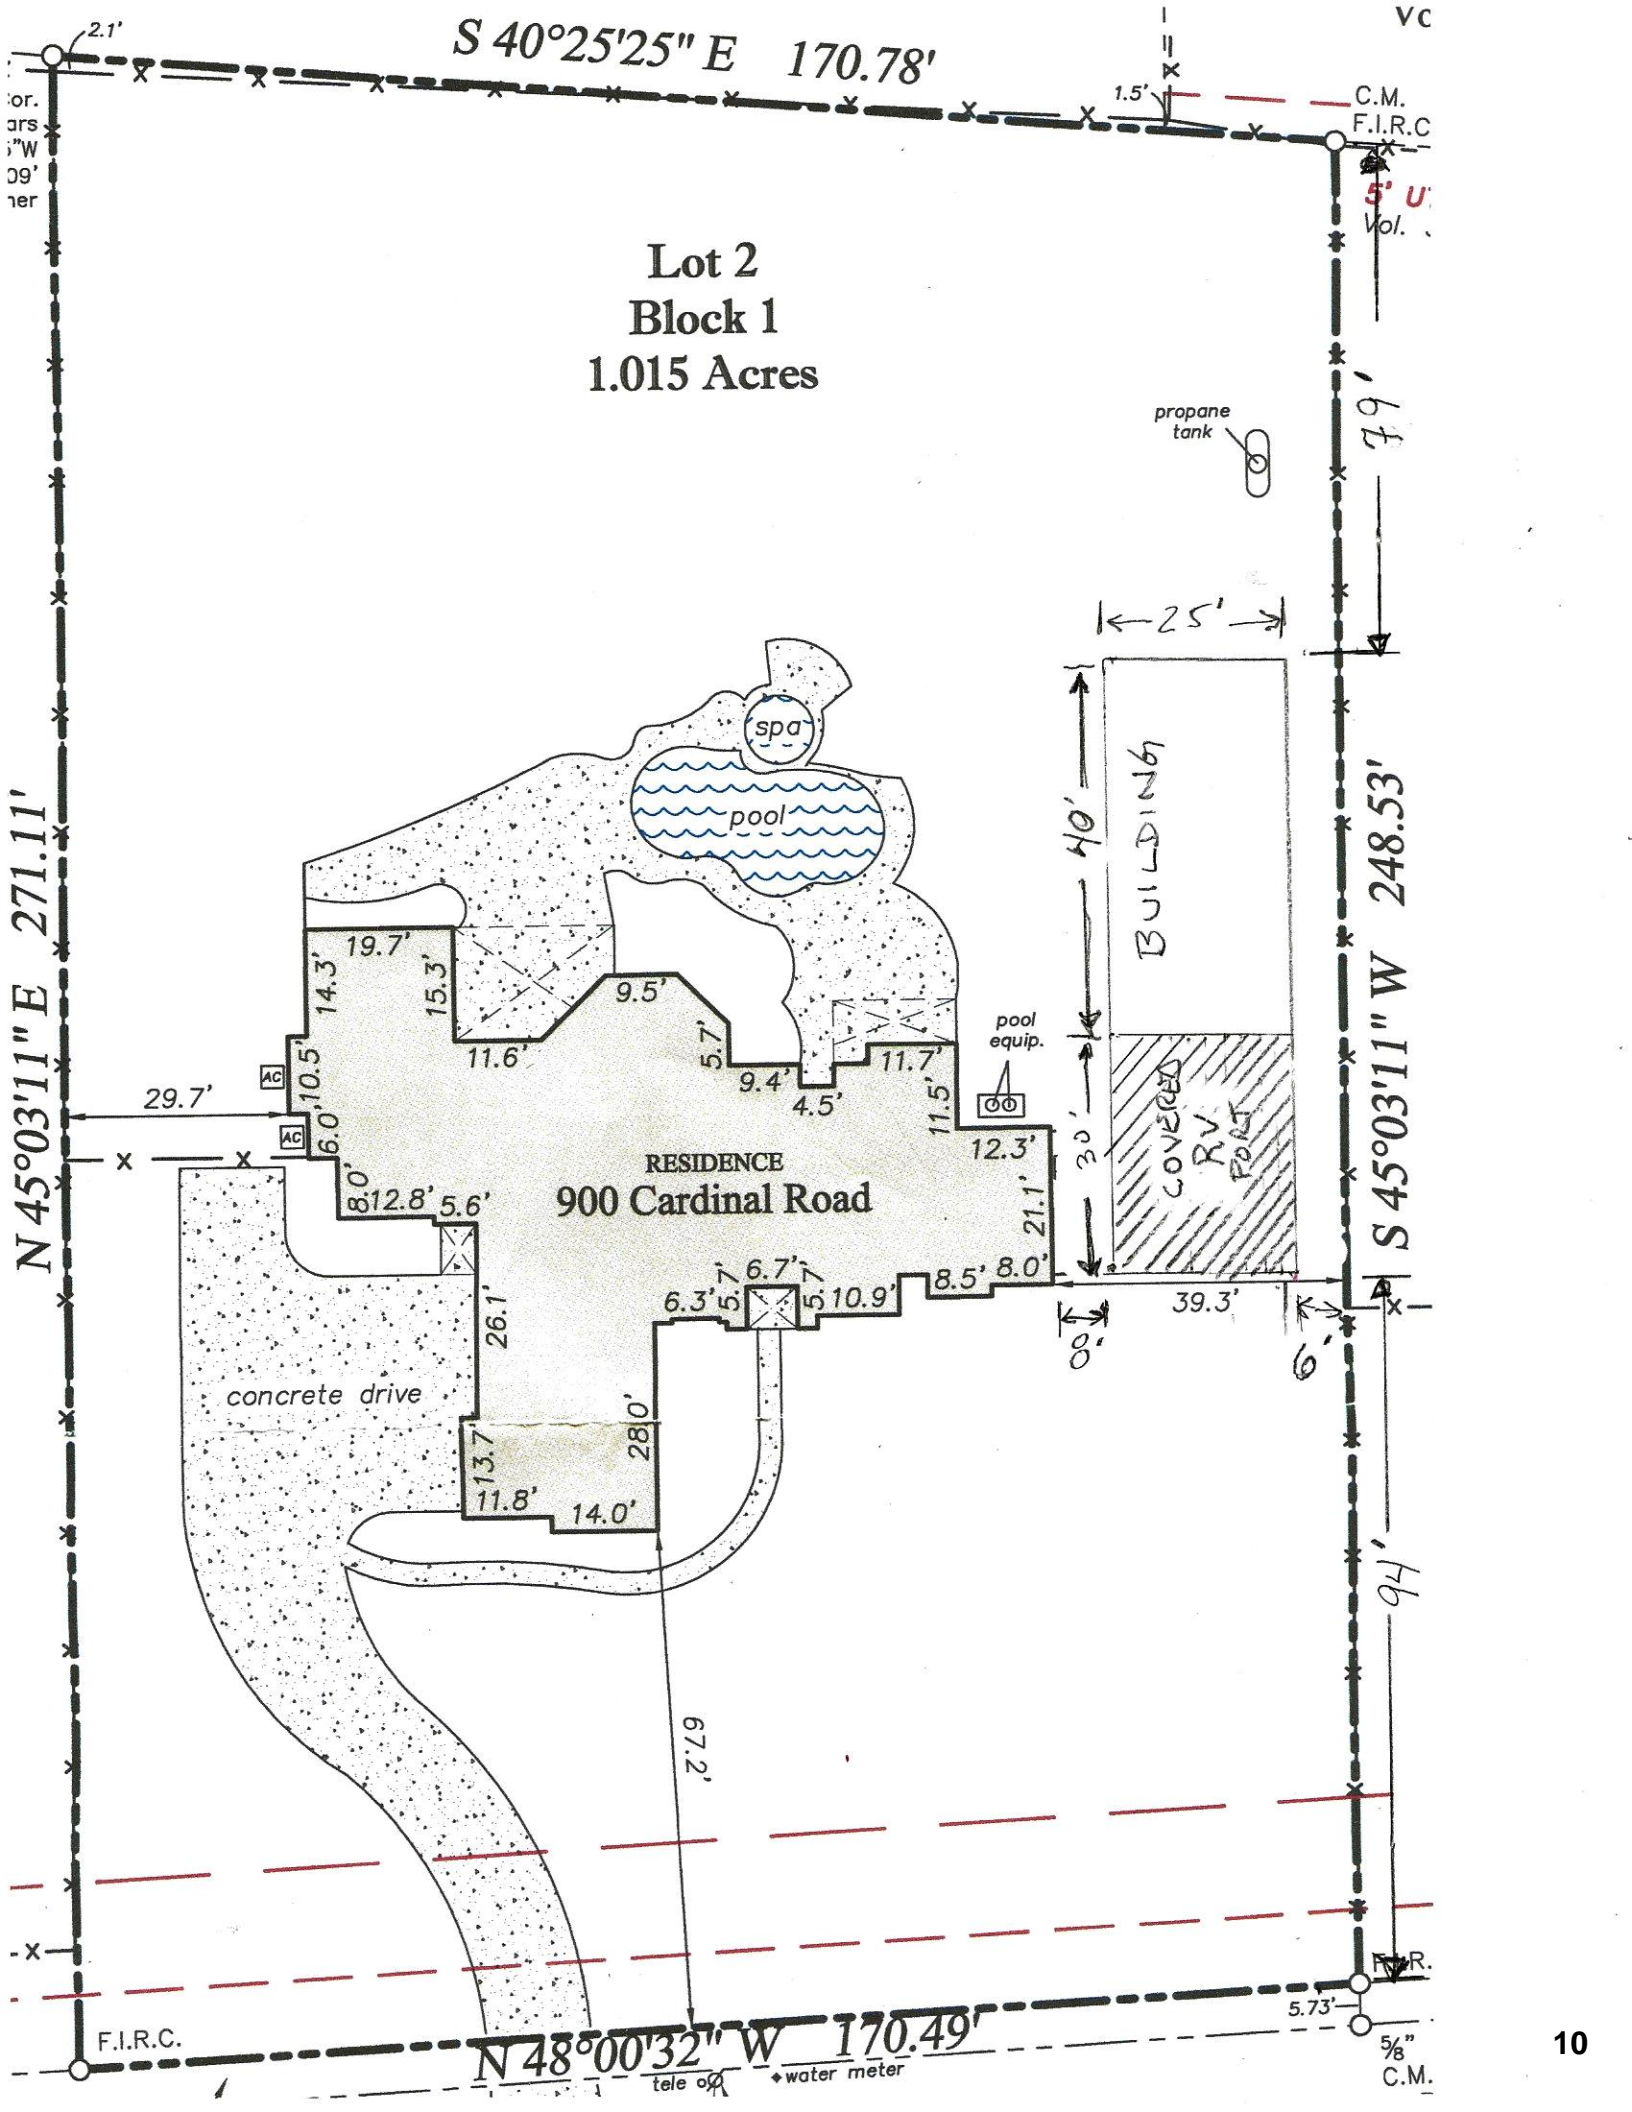 2.1'
S 40°25'25" E 170.78'
1.5'
C.M.
F.I.R.C
or.
ars
"W
09'
ner
5' U
Vol.
Lot 2
Block 1
1.015 Acres
propane
tank
79'
25'
spa
pool
40'
BUILDING
N 45°03'11" E 271.11'
S 45°03'11" W 248.53'
19.7'
14.3'
15.3'
9.5'
11.6'
5.7'
9.4'
4.5'
11.7'
11.5'
pool
equip.
AC
10.5'
29.7'
AC
6.0'
12.3'
30'
COVERED
RV
PORT
RESIDENCE
900 Cardinal Road
8.0'
12.8'
5.6'
21.1'
6.7'
8.5'
8.0'
6.3'
5.7'
5.7'
10.9'
39.3'
8'
6'
26.1'
concrete drive
28.0'
13.7'
11.8'
14.0'
94'
67.2'
F.I.R.
5.73'
F.I.R.C.
N 48°00'32" W 170.49'
tele
water meter
5/8"
C.M.
10